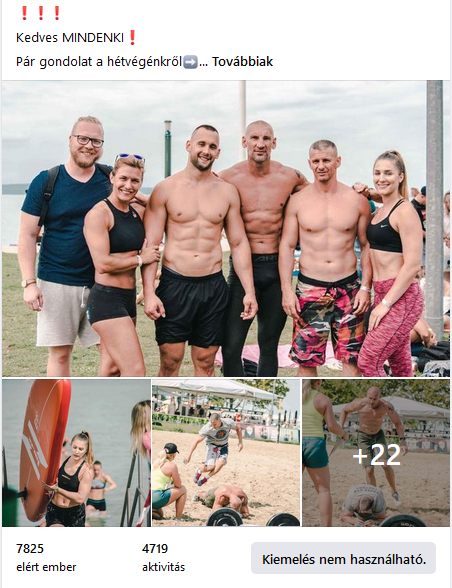 ❗❗❗
Kedves MINDENKI❗
Pár gondolat a hétvégénkről➡️... Továbbiak
+22
7825
elért ember
4719
aktivitás
Kiemelés nem használható.